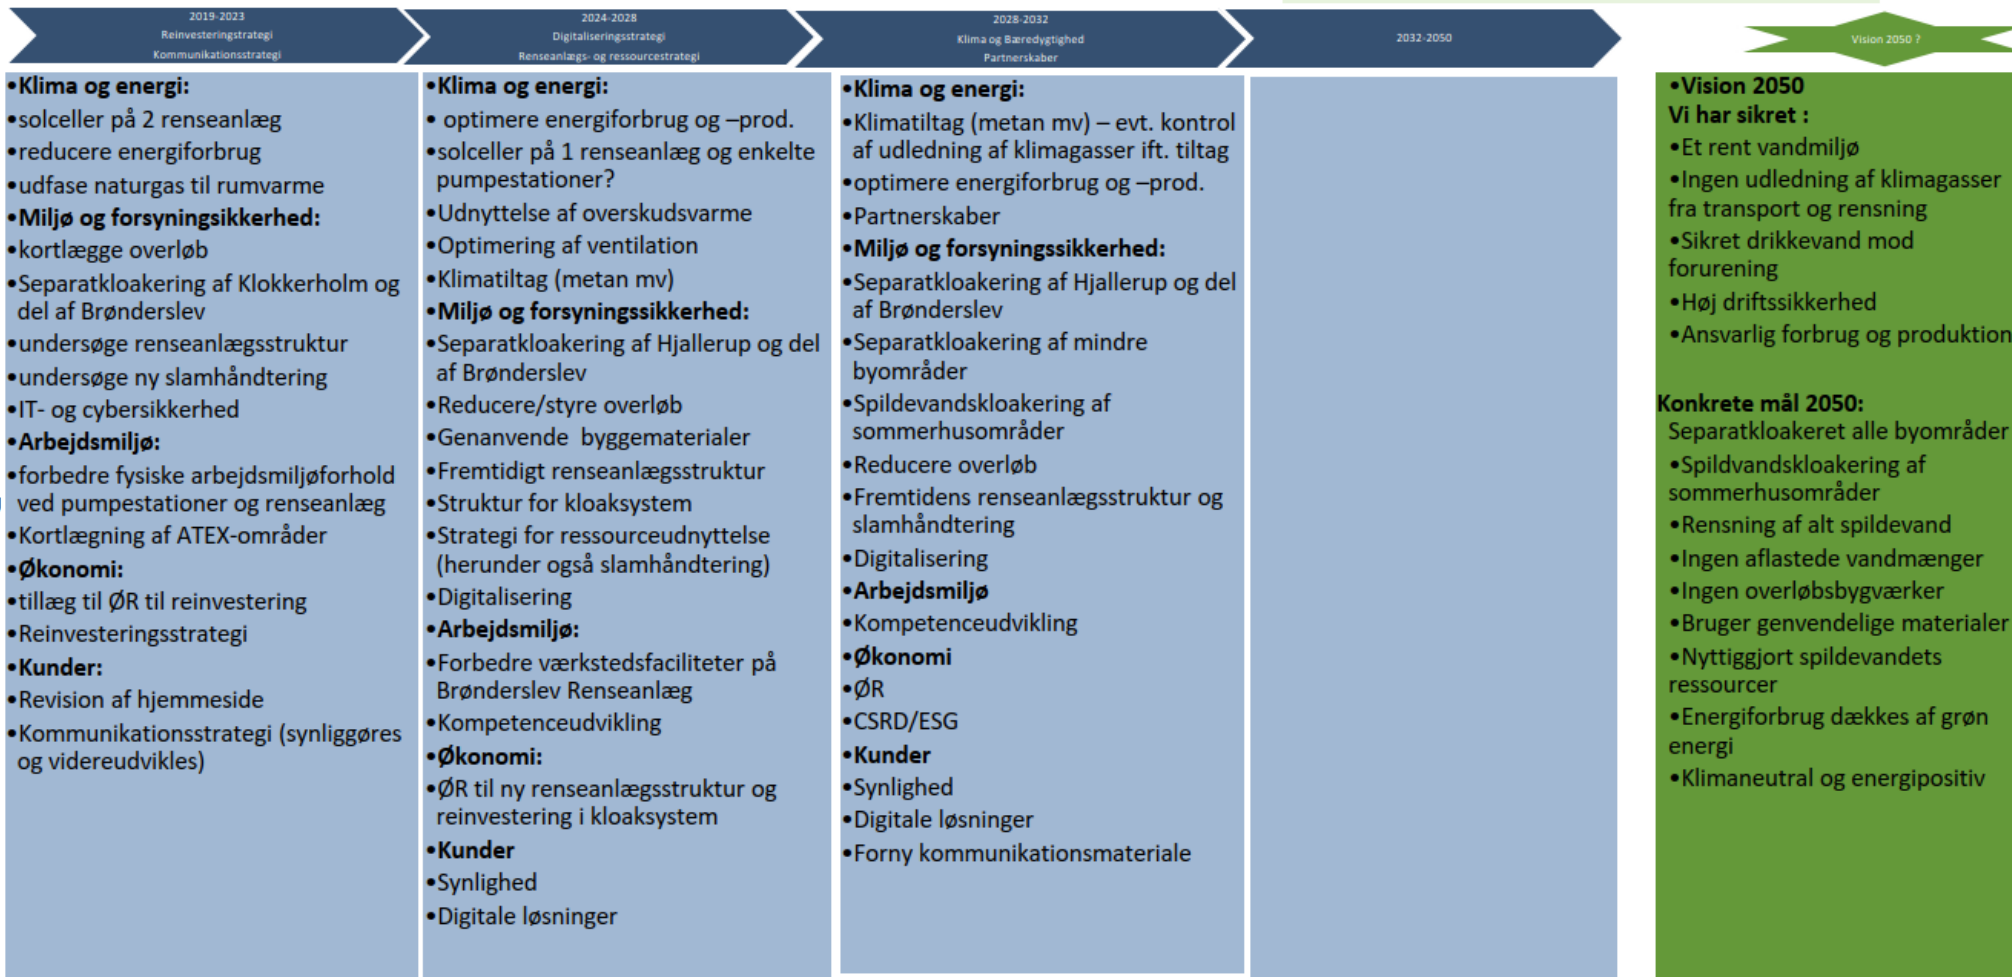 2019-2023
Reinvesteringstrategi
Kommunikationsstrategi
•Klima og energi:
•solceller på 2 renseanlæg
•reducere energiforbrug
•udfase naturgas til rumvarme
•Miljø og forsyningsikkerhed:
•kortlægge overløb
•Separatkloakering af Klokkerholm og
del af Brønderslev
•undersøge renseanlægsstruktur
•undersøge ny slamhåndtering
•IT- og cybersikkerhed
•Arbejdsmiljø:
•forbedre fysiske arbejdsmiljøforhold
ved pumpestationer og renseanlæg
•Kortlægning af ATEX-områder
•Økonomi:
•tillæg til ØR til reinvestering
•Reinvesteringsstrategi
•Kunder:
•Revision af hjemmeside
•Kommunikationsstrategi (synliggøres
og videreudvikles)
2024-2028
Digitaliseringsstrategi
Renseanlægs- og ressourcestrategi
•Klima og energi:
• optimere energiforbrug og –prod.
•solceller på 1 renseanlæg og enkelte
pumpestationer?
•Udnyttelse af overskudsvarme
•Optimering af ventilation
•Klimatiltag (metan mv)
•Miljø og forsyningssikkerhed:
•Separatkloakering af Hjallerup og del
af Brønderslev
•Reducere/styre overløb
•Genanvende  byggematerialer
•Fremtidigt renseanlægsstruktur
•Struktur for kloaksystem
•Strategi for ressourceudnyttelse
(herunder også slamhåndtering)
•Digitalisering
•Arbejdsmiljø:
•Forbedre værkstedsfaciliteter på
Brønderslev Renseanlæg
•Kompetenceudvikling
•Økonomi:
•ØR til ny renseanlægsstruktur og
reinvestering i kloaksystem
•Kunder
•Synlighed
•Digitale løsninger
2028-2032
Klima og Bæredygtighed
Partnerskaber
•Klima og energi:
•Klimatiltag (metan mv) – evt. kontrol
af udledning af klimagasser ift. tiltag
•optimere energiforbrug og –prod.
•Partnerskaber
•Miljø og forsyningssikkerhed:
•Separatkloakering af Hjallerup og del
af Brønderslev
•Separatkloakering af mindre
byområder
•Spildevandskloakering af
sommerhusområder
•Reducere overløb
•Fremtidens renseanlægsstruktur og
slamhåndtering
•Digitalisering
•Arbejdsmiljø
•Kompetenceudvikling
•Økonomi
•ØR
•CSRD/ESG
•Kunder
•Synlighed
•Digitale løsninger
•Forny kommunikationsmateriale
2032-2050
Vision 2050 ?
•Vision 2050
Vi har sikret :
•Et rent vandmiljø
•Ingen udledning af klimagasser
fra transport og rensning
•Sikret drikkevand mod
forurening
•Høj driftssikkerhed
•Ansvarlig forbrug og produktion
Konkrete mål 2050:
Separatkloakeret alle byområder
•Spildvandskloakering af
sommerhusområder
•Rensning af alt spildevand
•Ingen aflastede vandmænger
•Ingen overløbsbygværker
•Bruger genvendelige materialer
•Nyttiggjort spildevandets
ressourcer
•Energiforbrug dækkes af grøn
energi
•Klimaneutral og energipositiv